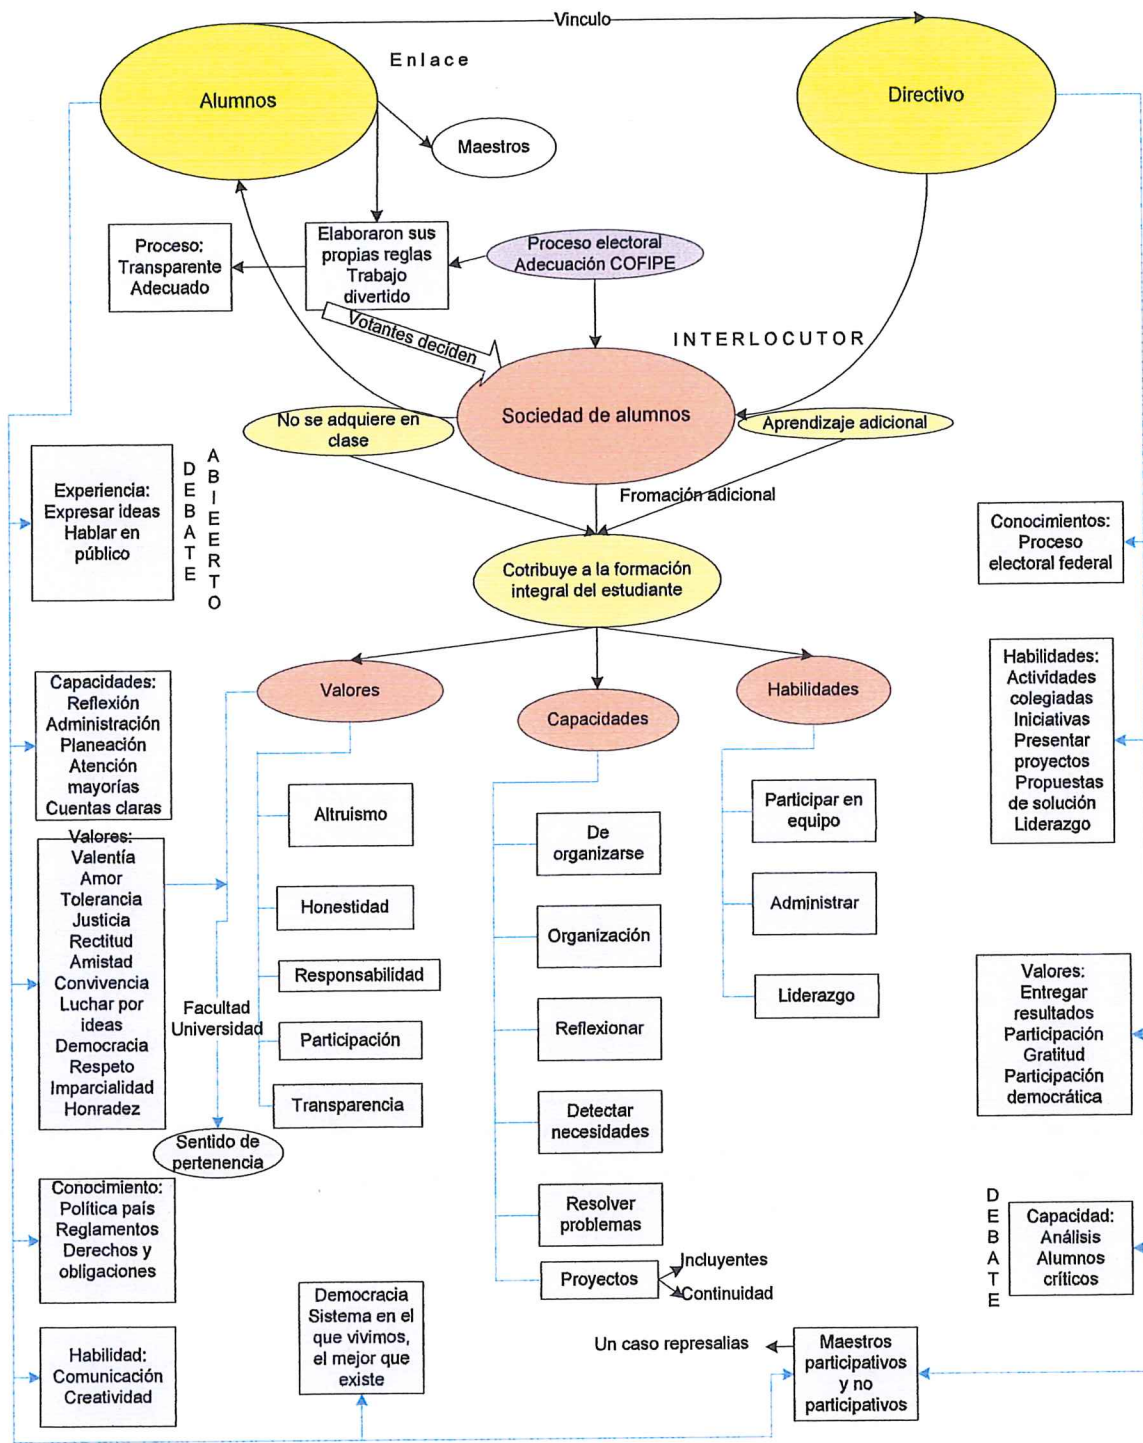 Vinculo
Enlace
Alumnos
Directivo
Maestros
Proceso:
Transparente
Adecuado
Elaboraron sus
propias reglas
Trabajo
divertido
Proceso electoral
Adecuación COFIPE
Votantes deciden
INTERLOCUTOR
Sociedad de alumnos
No se adquiere en
clase
Aprendizaje adicional
Fromación adicional
Experiencia:
Expresar ideas
Hablar en
público
DEBATE
ABIEERTO
Conocimientos:
Proceso
electoral federal
Cotribuye a la formación
integral del estudiante
Valores
Capacidades
Habilidades
Capacidades:
Reflexión
Administración
Planeación
Atención
mayorías
Cuentas claras
Habilidades:
Actividades
colegiadas
Iniciativas
Presentar
proyectos
Propuestas
de solución
Liderazgo
Valores:
Valentía
Amor
Tolerancia
Justicia
Rectitud
Amistad
Convivencia
Luchar por
ideas
Democracia
Respeto
Imparcialidad
Honradez
Facultad
Universidad
Sentido de
pertenencia
Altruismo
Honestidad
Responsabilidad
Participación
Transparencia
De
organizarse
Organización
Reflexionar
Detectar
necesidades
Resolver
problemas
Proyectos
Incluyentes
Continuidad
Participar en
equipo
Administrar
Liderazgo
Valores:
Entregar
resultados
Participación
Gratitud
Participación
democrática
Conocimiento:
Política país
Reglamentos
Derechos y
obligaciones
DEBATE
Capacidad:
Análisis
Alumnos
críticos
Habilidad:
Comunicación
Creatividad
Democracia
Sistema en el
que vivimos,
el mejor que
existe
Un caso represalias
Maestros
participativos
y no
participativos